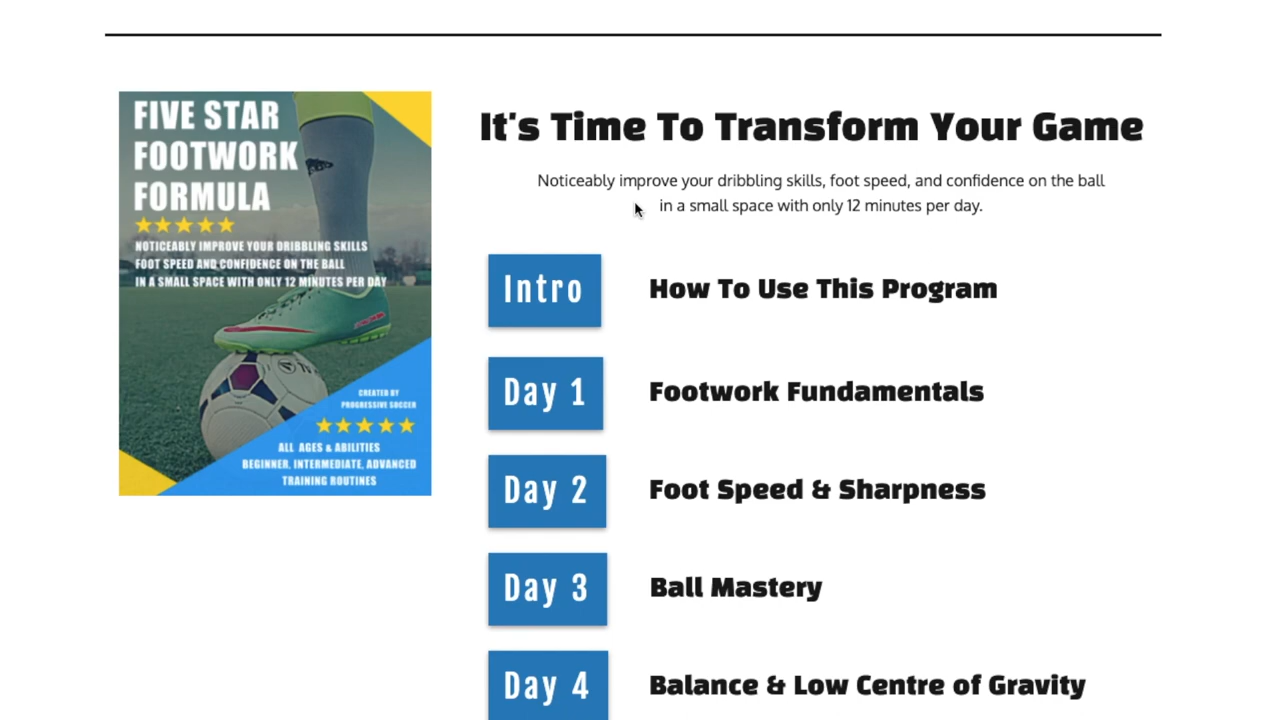 FIVE STAR
FOOTWORK
FORMULA
NOTICEABLY IMPROVE YOUR DRIBBLING SKILLS
FOOT SPEED AND CONFIDENCE ON THE BALL
IN A SMALL SPACE WITH ONLY 12 MINUTES PER DAY
CREATED BY
PROGRESSIVE SOCCER
ALL AGES & ABILITIES
BEGINNER, INTERMEDIATE, ADVANCED
TRAINING ROUTINES
It's Time To Transform Your Game
Noticeably improve your dribbling skills, foot speed, and confidence on the ball
in a small space with only 12 minutes per day.
Intro How To Use This Program
Day 1 Footwork Fundamentals
Day 2 Foot Speed & Sharpness
Day 3 Ball Mastery
Day 4 Balance & Low Centre of Gravity